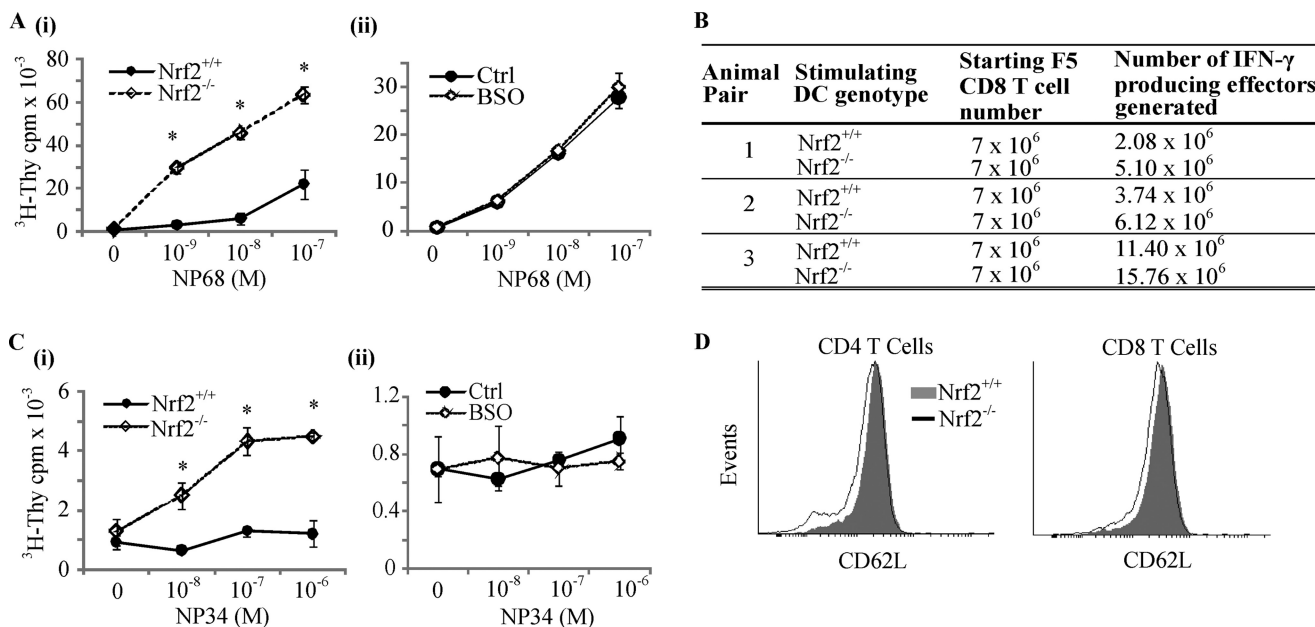 A (i)
³H-Thy cpm x 10⁻³
80
60
40
20
0
Nrf2⁺/⁺
Nrf2⁻/⁻
*
*
*
0 10⁻⁹ 10⁻⁸ 10⁻⁷
NP68 (M)
(ii)
30
20
10
0
Ctrl
BSO
0 10⁻⁹ 10⁻⁸ 10⁻⁷
NP68 (M)
B
Animal Pair
Stimulating DC genotype
Starting F5 CD8 T cell number
Number of IFN-γ producing effectors generated
1 Nrf2⁺/⁺ 7 x 10⁶ 2.08 x 10⁶
Nrf2⁻/⁻ 7 x 10⁶ 5.10 x 10⁶
2 Nrf2⁺/⁺ 7 x 10⁶ 3.74 x 10⁶
Nrf2⁻/⁻ 7 x 10⁶ 6.12 x 10⁶
3 Nrf2⁺/⁺ 7 x 10⁶ 11.40 x 10⁶
Nrf2⁻/⁻ 7 x 10⁶ 15.76 x 10⁶
C (i)
³H-Thy cpm x 10⁻³
6
4
2
0
Nrf2⁺/⁺
Nrf2⁻/⁻
*
*
*
0 10⁻⁸ 10⁻⁷ 10⁻⁶
NP34 (M)
(ii)
1.2
0.8
0.4
0
Ctrl
BSO
0 10⁻⁸ 10⁻⁷ 10⁻⁶
NP34 (M)
D
CD4 T Cells
Events
CD62L
Nrf2⁺/⁺
Nrf2⁻/⁻
CD8 T Cells
CD62L